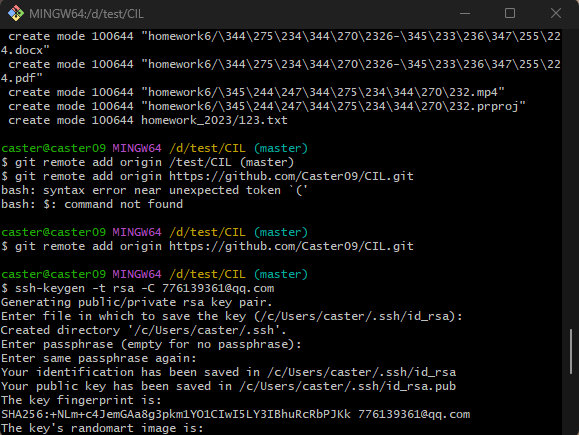 MINGW64:/d/test/CIL
create mode 100644 "homework6/\344\275\234\344\270\2326-\345\233\236\347\255\22
4.docx"
create mode 100644 "homework6/\344\275\234\344\270\2326-\345\233\236\347\255\22
4.pdf"
create mode 100644 "homework6/\345\244\247\344\275\234\344\270\232.mp4"
create mode 100644 "homework6/\345\244\247\344\275\234\344\270\232.prproj"
create mode 100644 homework_2023/123.txt
caster@caster09 MINGW64 /d/test/CIL (master)
$ git remote add origin /test/CIL (master)
$ git remote add origin https://github.com/Caster09/CIL.git
bash: syntax error near unexpected token `('
bash: $: command not found
caster@caster09 MINGW64 /d/test/CIL (master)
$ git remote add origin https://github.com/Caster09/CIL.git
caster@caster09 MINGW64 /d/test/CIL (master)
$ ssh-keygen -t rsa -C 776139361@qq.com
Generating public/private rsa key pair.
Enter file in which to save the key (/c/Users/caster/.ssh/id_rsa):
Created directory '/c/Users/caster/.ssh'.
Enter passphrase (empty for no passphrase):
Enter same passphrase again:
Your identification has been saved in /c/Users/caster/.ssh/id_rsa
Your public key has been saved in /c/Users/caster/.ssh/id_rsa.pub
The key fingerprint is:
SHA256:+NLm+c4JemGAa8g3pkm1YO1CIwI5LY3IBhuRcRbPJKk 776139361@qq.com
The key's randomart image is: